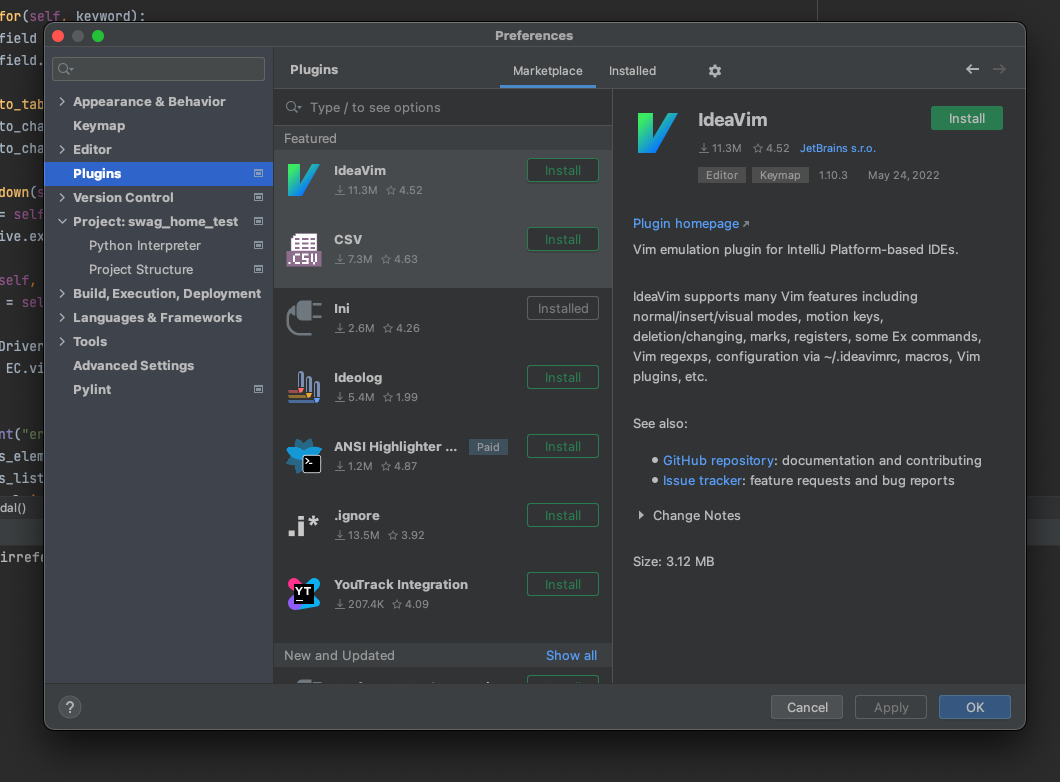 for(self, keyword):
field
field.
to_tab
to_cha
to_cha
down(s
= self
ive.ex
self,
= sel
Driver
EC.vi
nt("er
s_elem
s_list
dal()
irrefe
Preferences
Appearance & Behavior
Keymap
Editor
Plugins
Version Control
Project: swag_home_test
Python Interpreter
Project Structure
Build, Execution, Deployment
Languages & Frameworks
Tools
Advanced Settings
Pylint
Plugins
Marketplace
Installed
Type / to see options
Featured
IdeaVim
11.3M 4.52
Install
CSV
7.3M 4.63
Install
.CSV
Ini
2.6M 4.26
Installed
Ideolog
5.4M 1.99
Install
ANSI Highlighter ... Paid
1.2M 4.87
Install
.i*
.ignore
13.5M 3.92
Install
YT
YouTrack Integration
207.4K 4.09
Install
New and Updated Show all
IdeaVim
Install
11.3M 4.52 JetBrains s.r.o.
Editor Keymap 1.10.3 May 24, 2022
Plugin homepage
Vim emulation plugin for IntelliJ Platform-based IDEs.
IdeaVim supports many Vim features including
normal/insert/visual modes, motion keys,
deletion/changing, marks, registers, some Ex commands,
Vim regexps, configuration via ~/.ideavimrc, macros, Vim
plugins, etc.
See also:
GitHub repository: documentation and contributing
Issue tracker: feature requests and bug reports
Change Notes
Size: 3.12 MB
?
Cancel
Apply
OK